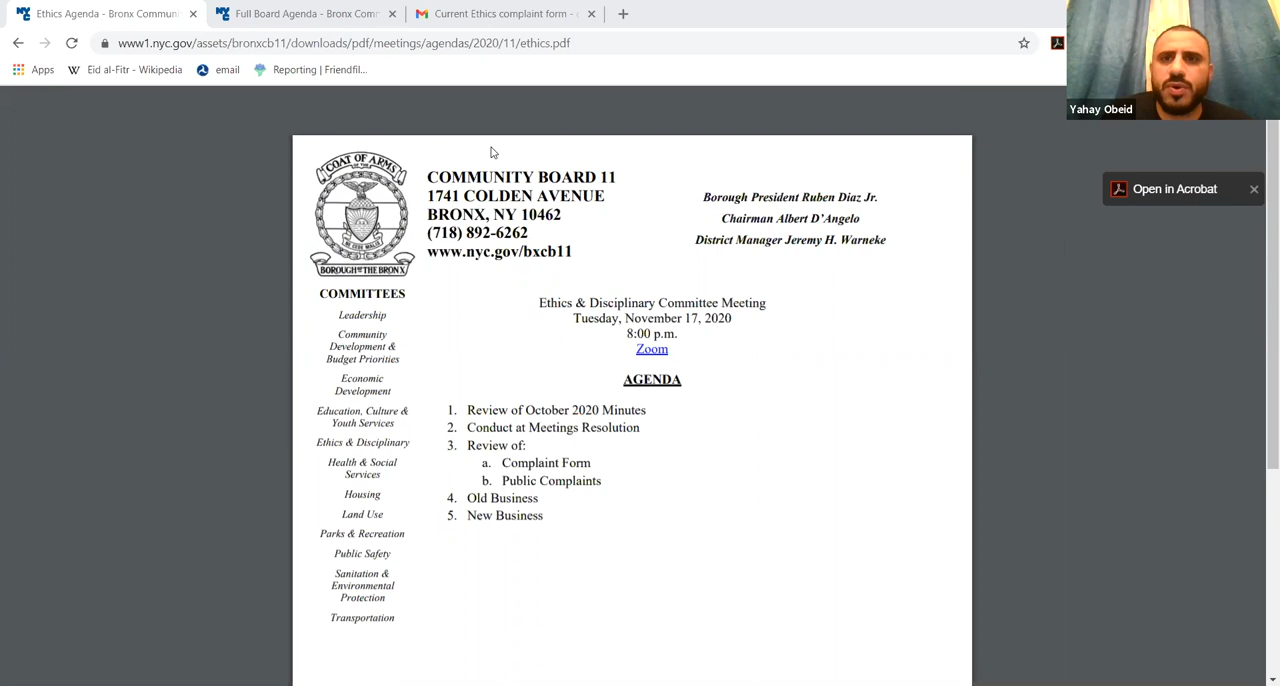 Ethics Agenda - Bronx Communi
Full Board Agenda - Bronx Comm
Current Ethics complaint form -
www1.nyc.gov/assets/bronxcb11/downloads/pdf/meetings/agendas/2020/11/ethics.pdf
Apps
Eid al-Fitr - Wikipedia
email
Reporting | Friendfil...
Yahay Obeid
Open in Acrobat
COAT OF ARMS
BOROUGH OF THE BRONX
COMMUNITY BOARD 11
1741 COLDEN AVENUE
BRONX, NY 10462
(718) 892-6262
www.nyc.gov/bxcb11
Borough President Ruben Diaz Jr.
Chairman Albert D'Angelo
District Manager Jeremy H. Warneke
COMMITTEES
Leadership
Community
Development &
Budget Priorities
Economic
Development
Education, Culture &
Youth Services
Ethics & Disciplinary
Health & Social
Services
Housing
Land Use
Parks & Recreation
Public Safety
Sanitation &
Environmental
Protection
Transportation
Ethics & Disciplinary Committee Meeting
Tuesday, November 17, 2020
8:00 p.m.
Zoom
AGENDA
1. Review of October 2020 Minutes
2. Conduct at Meetings Resolution
3. Review of:
a. Complaint Form
b. Public Complaints
4. Old Business
5. New Business